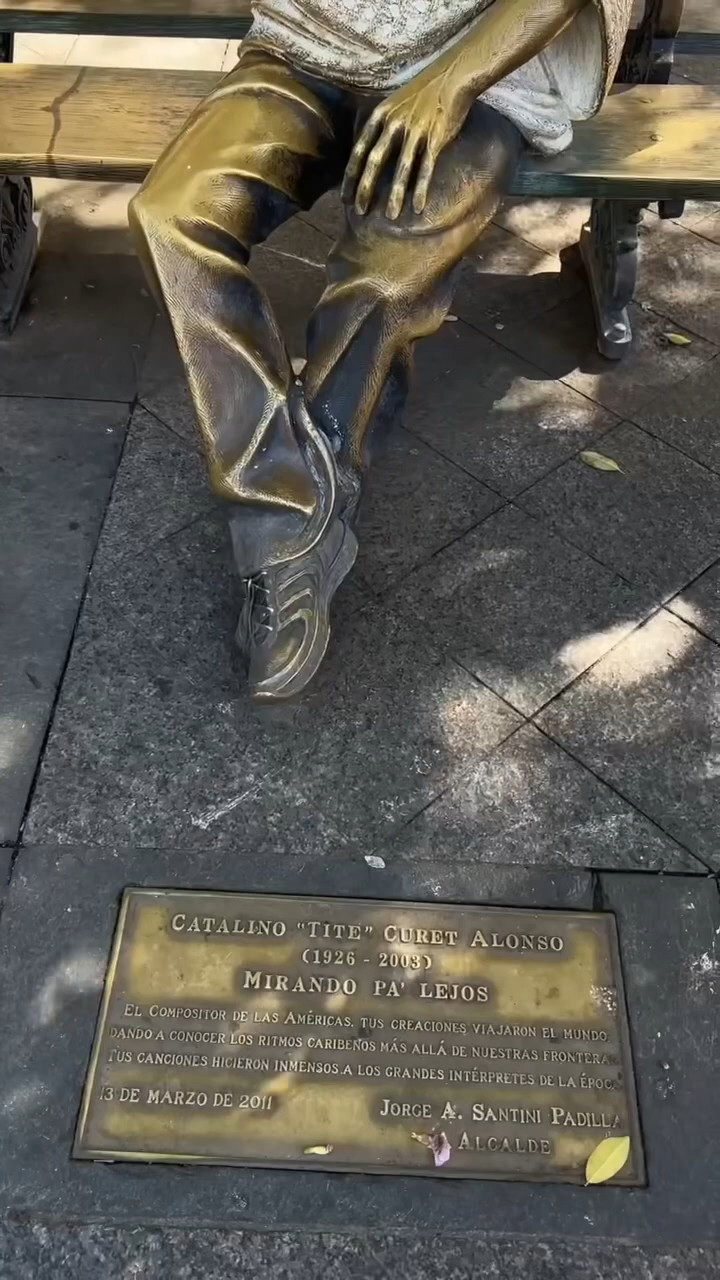 CATALINO "TITE" CURET ALONSO
(1926 - 2003)
MIRANDO PA' LEJOS
EL COMPOSITOR DE LAS AMÉRICAS, TUS CREACIONES VIAJARON EL MUNDO
DANDO A CONOCER LOS RITMOS CARIBEÑOS MÁS ALLÁ DE NUESTRAS FRONTERA
TUS CANCIONES HICIERON INMENSOS A LOS GRANDES INTÉRPRETES DE LA ÉPOCA
13 DE MARZO DE 2011
JORGE A. SANTINI PADILLA
ALCALDE